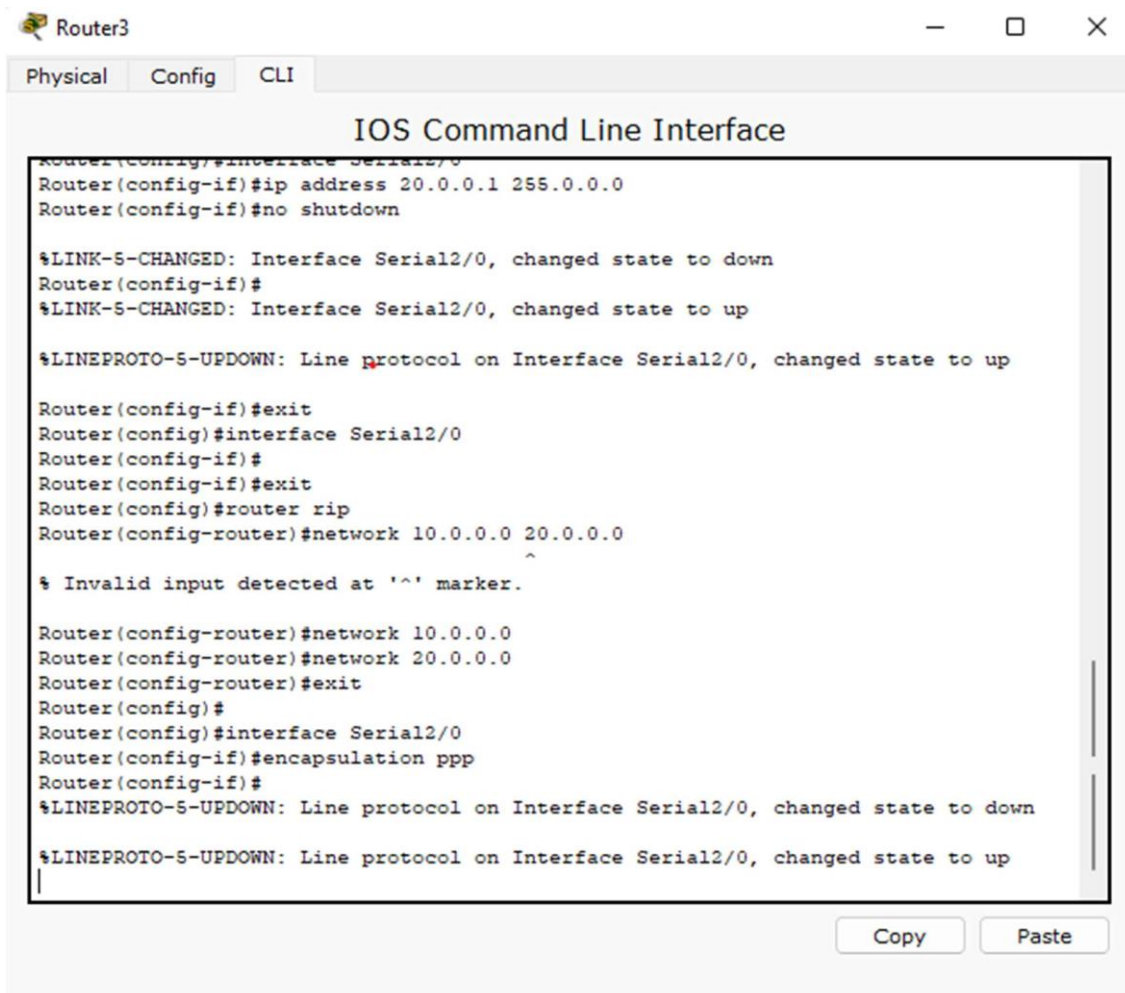 Router3
Physical Config CLI
IOS Command Line Interface
Router(config)#interface Serial2/0
Router(config-if)#ip address 20.0.0.1 255.0.0.0
Router(config-if)#no shutdown
%LINK-5-CHANGED: Interface Serial2/0, changed state to down
Router(config-if)#
%LINK-5-CHANGED: Interface Serial2/0, changed state to up
%LINEPROTO-5-UPDOWN: Line protocol on Interface Serial2/0, changed state to up
Router(config-if)#exit
Router(config)#interface Serial2/0
Router(config-if)#
Router(config-if)#exit
Router(config)#router rip
Router(config-router)#network 10.0.0.0 20.0.0.0
^
% Invalid input detected at '^' marker.
Router(config-router)#network 10.0.0.0
Router(config-router)#network 20.0.0.0
Router(config-router)#exit
Router(config)#
Router(config)#interface Serial2/0
Router(config-if)#encapsulation ppp
Router(config-if)#
%LINEPROTO-5-UPDOWN: Line protocol on Interface Serial2/0, changed state to down
%LINEPROTO-5-UPDOWN: Line protocol on Interface Serial2/0, changed state to up
Copy Paste